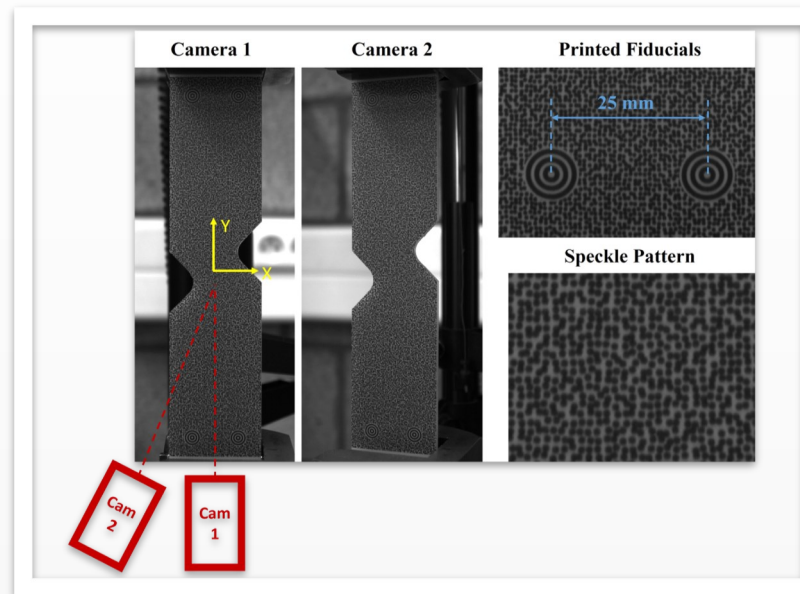 Camera 1
Camera 2
Printed Fiducials
25 mm
Y
X
Speckle Pattern
Cam
2
Cam
1